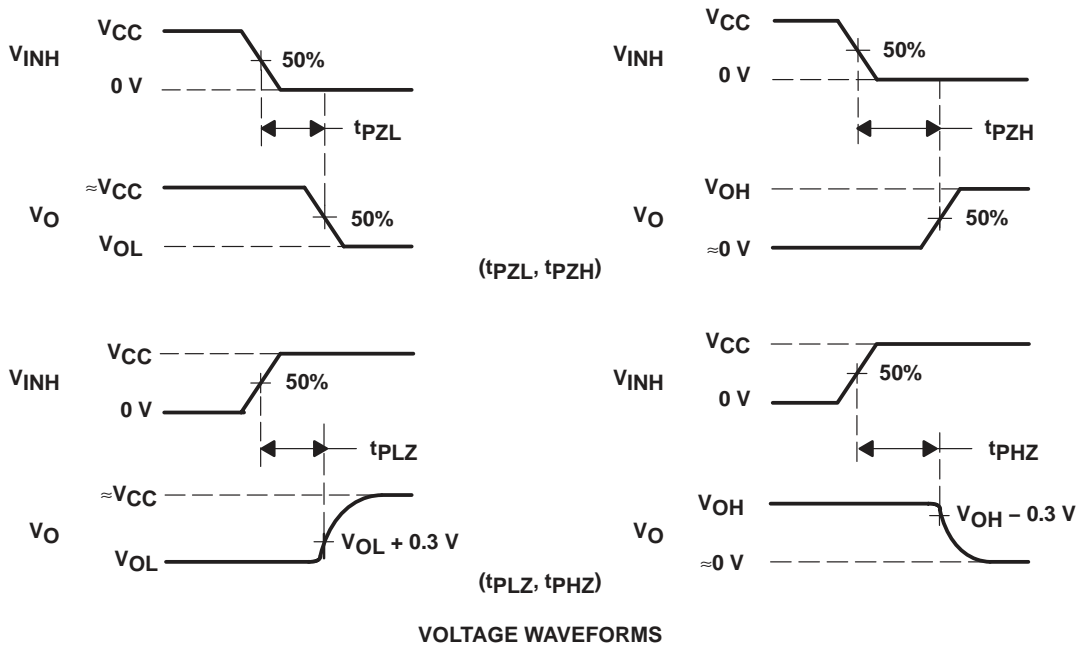 VCC
VINH
50%
0 V
tPZL
≈VCC
VO
50%
VOL
VCC
VINH
50%
0 V
tPZH
VOH
VO
50%
≈0 V
(tPZL, tPZH)
VCC
VINH
50%
0 V
tPLZ
≈VCC
VO
VOL + 0.3 V
VOL
VCC
VINH
50%
0 V
tPHZ
VOH
VOH – 0.3 V
VO
≈0 V
(tPLZ, tPHZ)
VOLTAGE WAVEFORMS